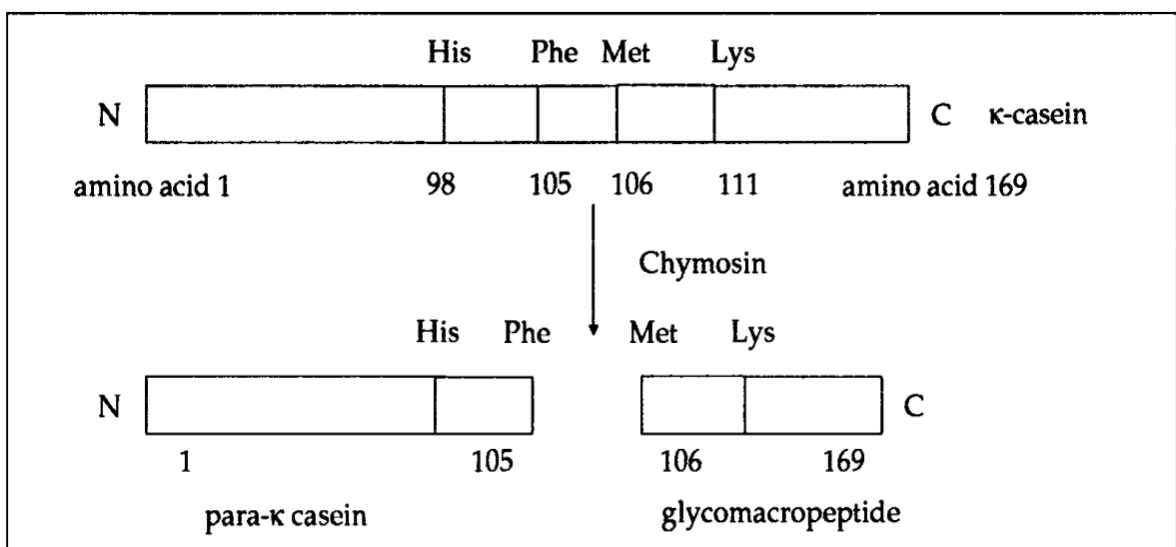 His Phe Met Lys
N C κ-casein
amino acid 1 98 105 106 111 amino acid 169
Chymosin
His Phe Met Lys
N C
1 105 106 169
para-κ casein glycomacropeptide